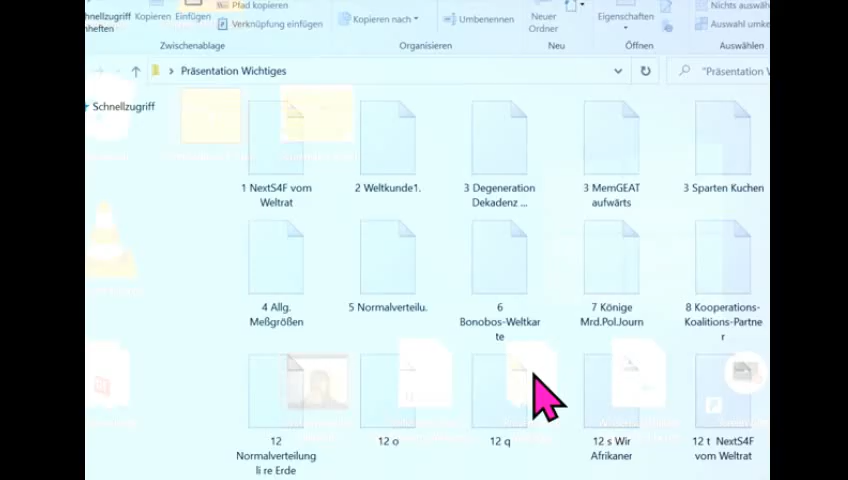 Pfad kopieren
hnellzugriff Kopieren Einfügen
nheften
Verknüpfung einfügen
Kopieren nach
Umbenennen
Neuer
Ordner
Eigenschaften
Nichts auswäh
Auswahl umke
Zwischenablage
Organisieren
Neu
Öffnen
Auswählen
Präsentation Wichtiges
"Präsentation W
Schnellzugriff
1 NextS4F vom
Weltrat
2 Weltkunde1.
3 Degeneration
Dekadenz ...
3 MemGEAT
aufwärts
3 Sparten Kuchen
4 Allg.
Meßgrößen
5 Normalverteilu.
6
Bonobos-Weltkar
te
7 Könige
Mrd.Pol.Journ
8 Kooperations-
Koalitions-Partne
r
12
Normalverteilung
li re Erde
12 o
12 q
12 s Wir
Afrikaner
12 t NextS4F
vom Weltrat